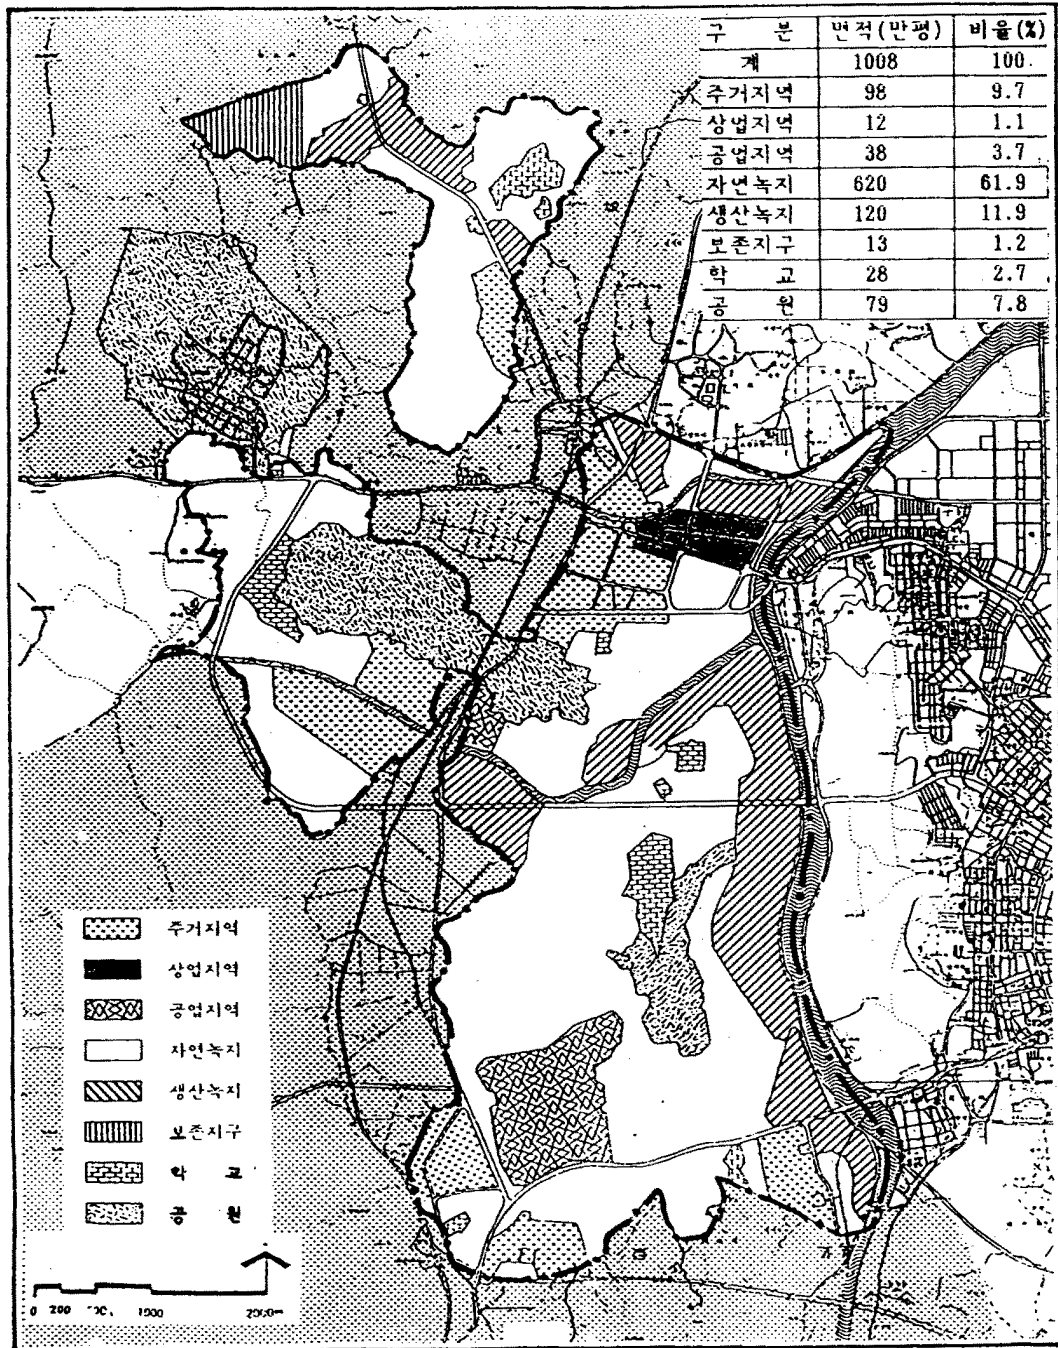 구 분 면적(만평) 비율(%)
계 1008 100.
주거지역 98 9.7
상업지역 12 1.1
공업지역 38 3.7
자연녹지 620 61.9
생산녹지 120 11.9
보존지구 13 1.2
학 교 28 2.7
공 원 79 7.8
주거지역
상업지역
공업지역
자연녹지
생산녹지
보존지구
학 교
공 원
0 200 1000 2000m